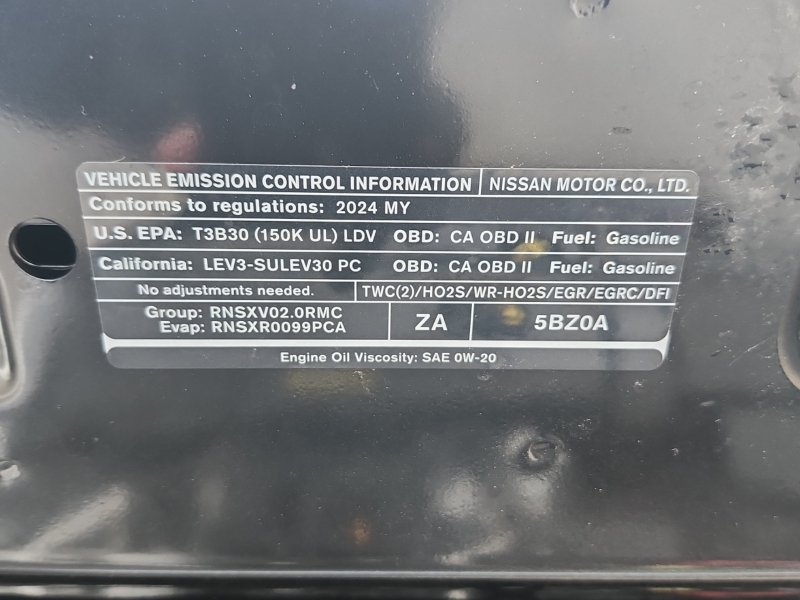 VEHICLE EMISSION CONTROL INFORMATION NISSAN MOTOR CO., LTD.
Conforms to regulations: 2024 MY
U.S. EPA: T3B30 (150K UL) LDV OBD: CA OBD II Fuel: Gasoline
California: LEV3-SULEV30 PC OBD: CA OBD II Fuel: Gasoline
No adjustments needed. TWC(2)/HO2S/WR-HO2S/EGR/EGRC/DFI
Group: RNSXV02.0RMC
Evap: RNSXR0099PCA
ZA 5BZ0A
Engine Oil Viscosity: SAE 0W-20